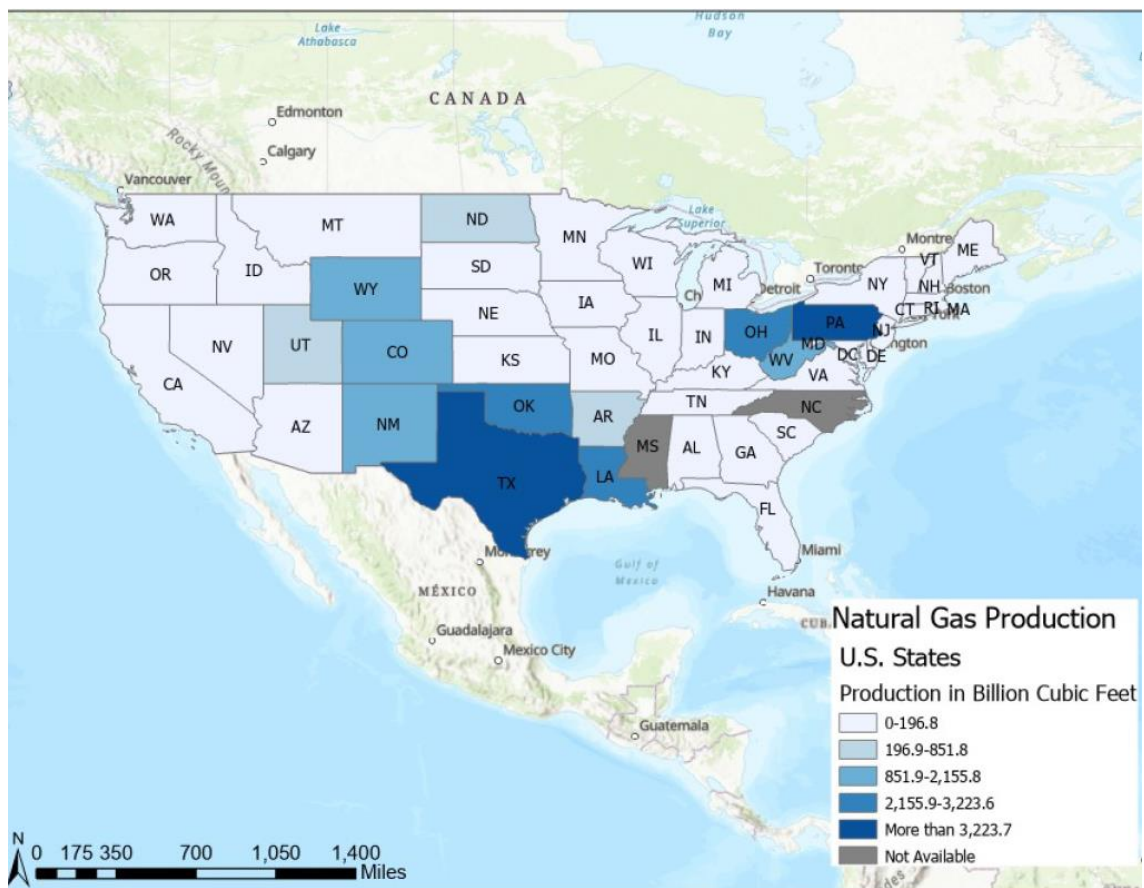 Hudson
Bay
Lake
Athabasca
CANADA
Edmonton
Calgary
Rocky Moun
Vancouver
WA
MT
ND
MN
Lake
Superior
Montre
ME
VT
OR
ID
SD
WI
MI
Toronto
NY
NH
Boston
WY
NE
IA
Ch
Detroit
CT
RI
MA
NV
UT
CO
IL
IN
OH
PA
NJ
CA
KS
MO
WV
MD
DC
DE
ngton
KY
VA
AZ
NM
OK
AR
TN
NC
SC
TX
LA
MS
AL
GA
FL
Miami
Gulf of
Mexico
MÉXICO
Havana
CUB
Guadalajara
Mexico City
Guatemala
Natural Gas Production
U.S. States
Production in Billion Cubic Feet
0-196.8
196.9-851.8
851.9-2,155.8
2,155.9-3,223.6
More than 3,223.7
Not Available
N
0 175 350 700 1,050 1,400
Miles